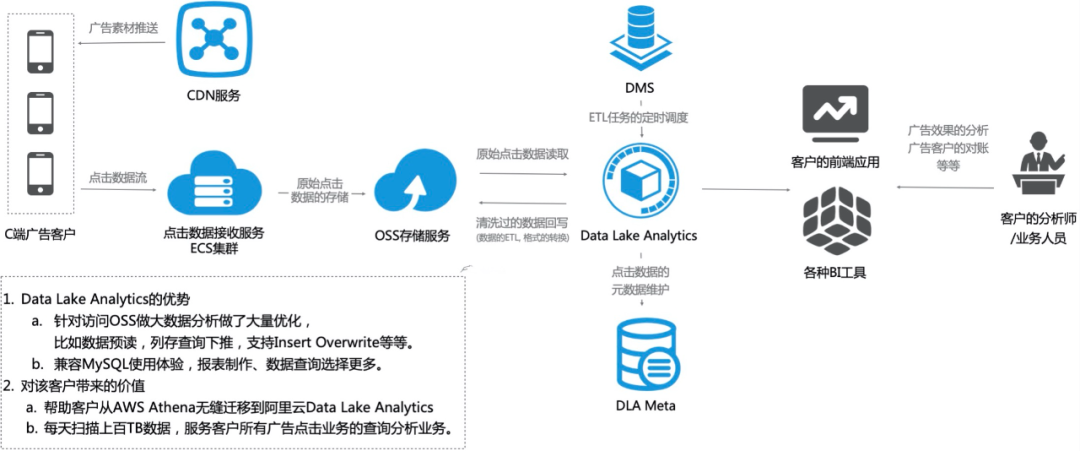 广告素材推送
CDN服务
DMS
ETL任务的定时调度
客户的前端应用
广告效果的分析
广告客户的对账
等等
点击数据流
原始点击
数据的存储
原始点击数据读取
C端广告客户
点击数据接收服务
ECS集群
OSS存储服务
清洗过的数据回写
(数据的ETL, 格式的转换)
Data Lake Analytics
各种BI工具
客户的分析师
/业务人员
点击数据的
元数据维护
DLA Meta
1. Data Lake Analytics的优势
a. 针对访问OSS做大数据分析做了大量优化，
比如数据预读，列存查询下推，支持Insert Overwrite等等。
b. 兼容MySQL使用体验，报表制作、数据查询选择更多。
2. 对该客户带来的价值
a. 帮助客户从AWS Athena无缝迁移到阿里云Data Lake Analytics
b. 每天扫描上百TB数据，服务客户所有广告点击业务的查询分析业务。